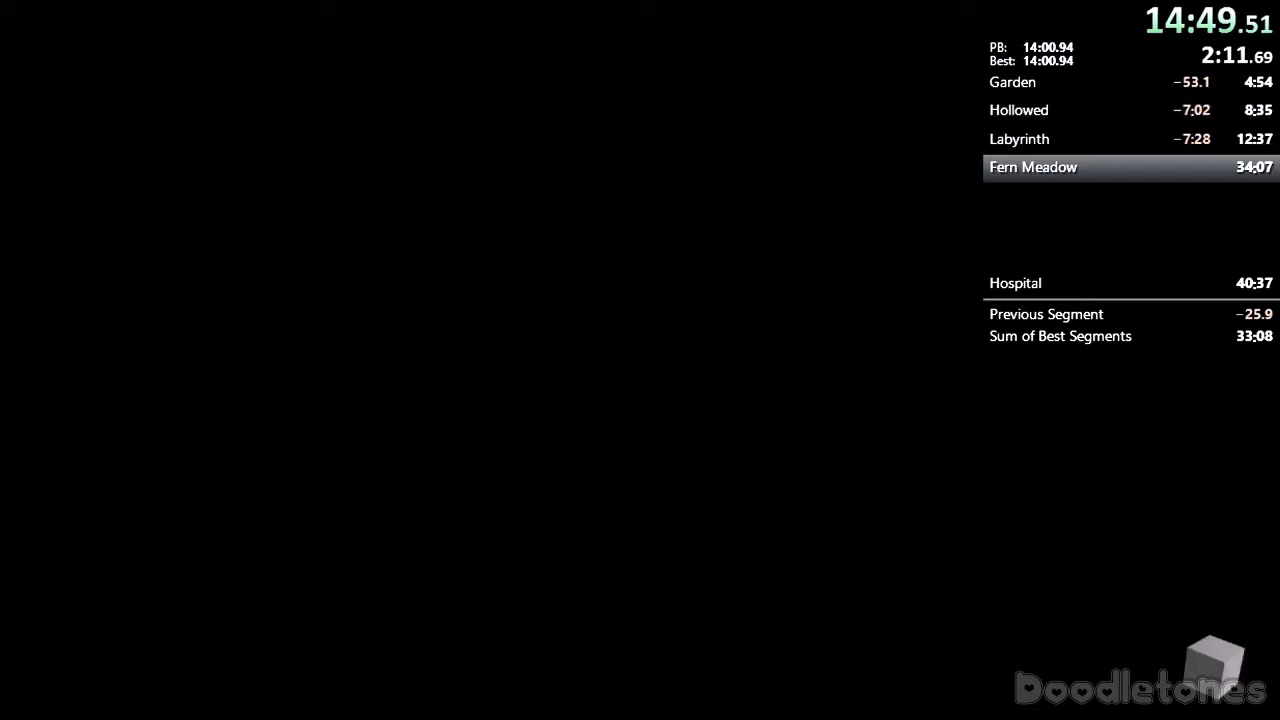 14:49.51
PB: 14:00.94 2:11.69
Best: 14:00.94
Garden −53.1 4:54
Hollowed −7:02 8:35
Labyrinth −7:28 12:37
Fern Meadow 34:07
Hospital 40:37
Previous Segment −25.9
Sum of Best Segments 33:08
Doodletones